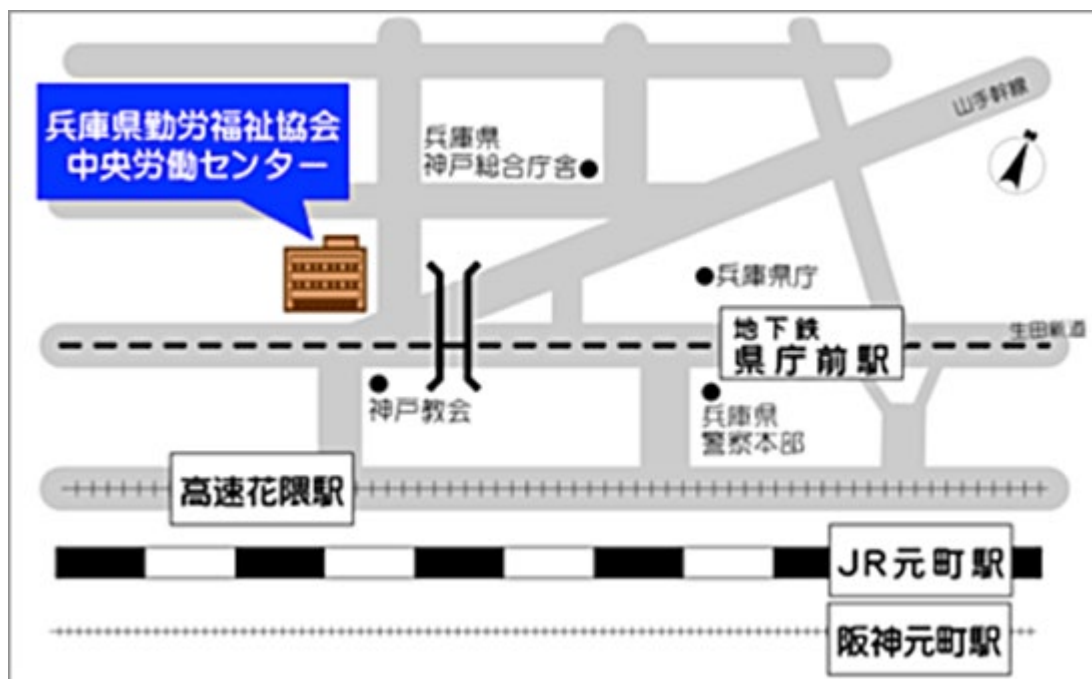 山手幹線
兵庫県勤労福祉協会
中央労働センター
兵庫県
神戸総合庁舎
兵庫県庁
地下鉄
県庁前駅
生田新道
神戸教会
兵庫県
警察本部
高速花隈駅
JR元町駅
阪神元町駅